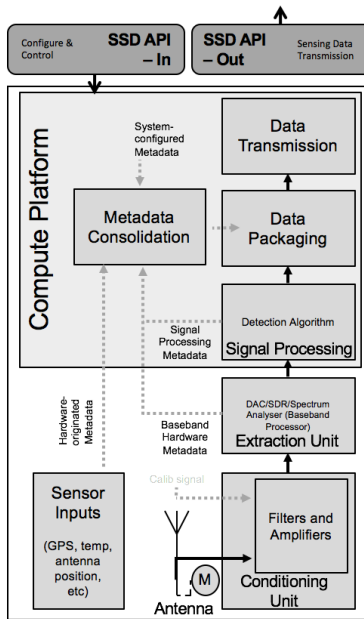 Configure &
Control
SSD API
– In
SSD API
– Out
Sensing Data
Transmission
Compute Platform
System-
configured
Metadata
Data
Transmission
Metadata
Consolidation
Data
Packaging
Detection Algorithm
Signal Processing
Signal
Processing
Metadata
Hardware-
originated
Metadata
Baseband
Hardware
Metadata
DAC/SDR/Spectrum
Analyser (Baseband
Processor)
Extraction Unit
Calib signal
Sensor
Inputs
(GPS, temp,
antenna
position,
etc)
Filters and
Amplifiers
M
Antenna
Conditioning
Unit